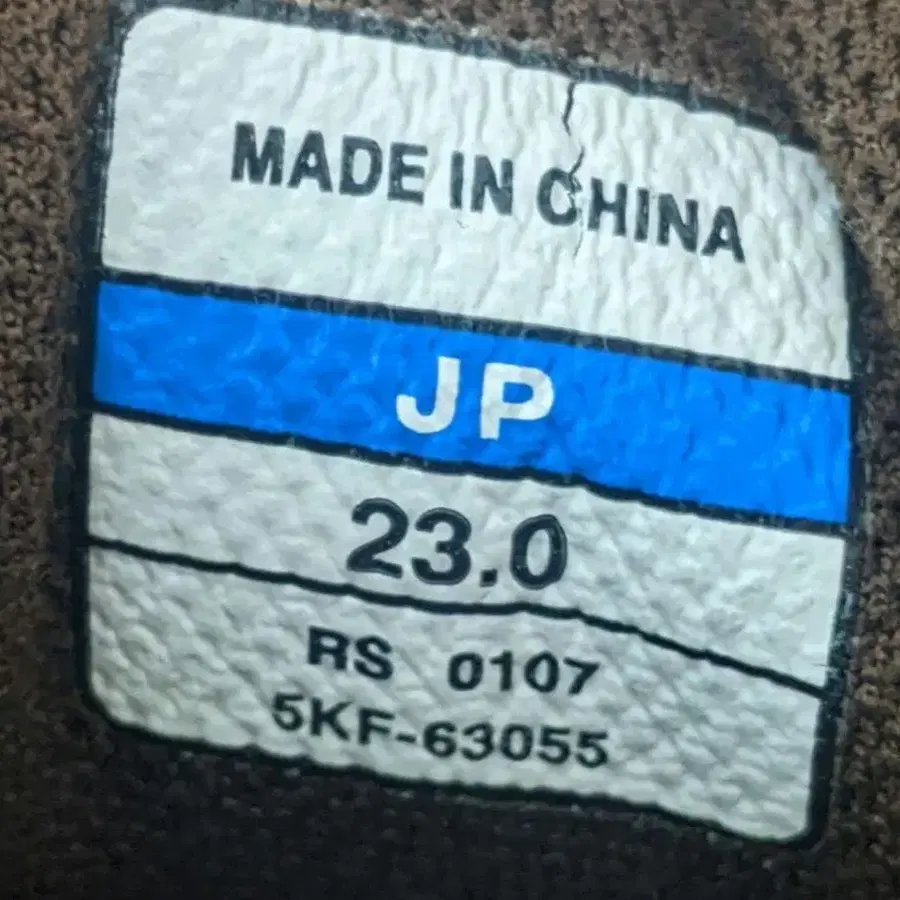 MADE IN CHINA
JP
23.0
RS 0107
5KF-63055